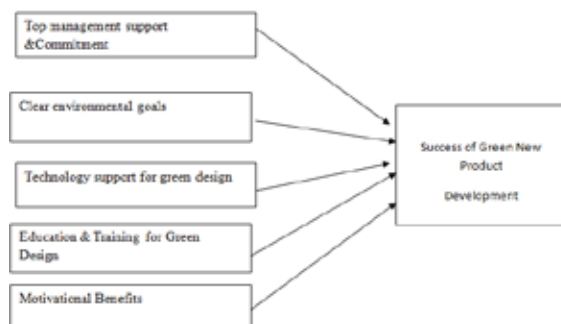 Top management support
&Commitment
Clear environmental goals
Technology support for green design
Education & Training for Green
Design
Motivational Benefits
Success of Green New
Product
Development